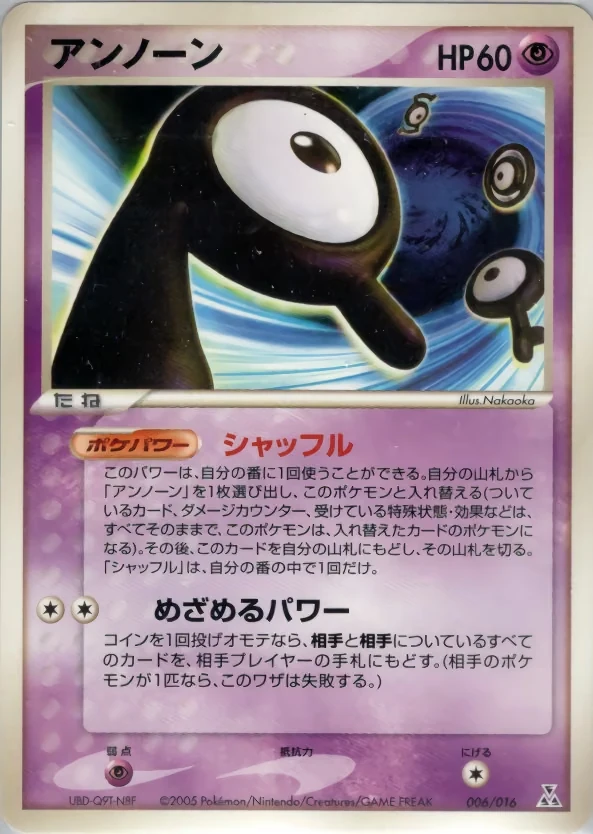 アンノーン HP60
たね Illus.Nakaoka
ポケパワー シャッフル
このパワーは、自分の番に1回使うことができる。自分の山札から
「アンノーン」を1枚選び出し、このポケモンと入れ替える(ついて
いるカード、ダメージカウンター、受けている特殊状態・効果などは、
すべてそのままで、このポケモンは、入れ替えたカードのポケモンに
なる)。その後、このカードを自分の山札にもどし、その山札を切る。
「シャッフル」は、自分の番の中で1回だけ。
めざめるパワー
コインを1回投げオモテなら、相手と相手についているすべて
のカードを、相手プレイヤーの手札にもどす。(相手のポケ
モンが1匹なら、このワザは失敗する。)
弱点 抵抗力 にげる
UBD-Q9T-N8F ©2005 Pokémon/Nintendo/Creatures/GAME FREAK 006/016